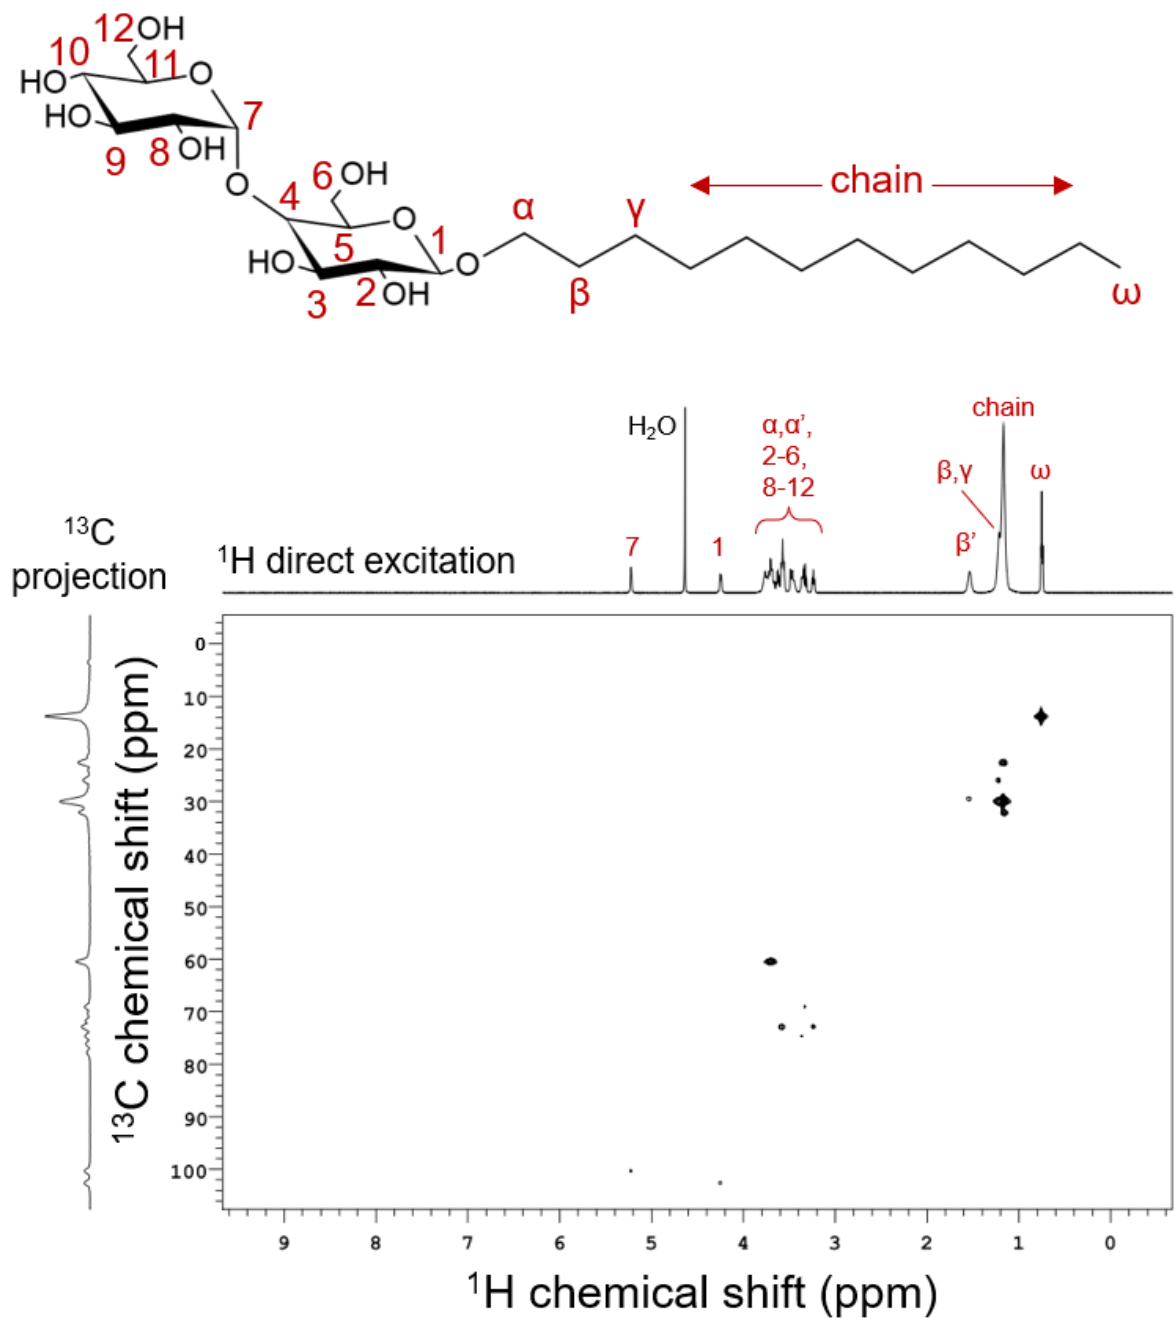 12 OH
10
11 O
HO
HO
7
8 OH
9
O
6 OH
4
chain
α γ
O
5 1
HO O
2
OH
3
β
ω
H₂O
α,α’,
2-6,
8-12
chain
β,γ
ω
¹³C
projection
¹H direct excitation
7
1
β’
0
10
20
30
40
50
60
70
80
90
100
¹³C chemical shift (ppm)
9 8 7 6 5 4 3 2 1 0
¹H chemical shift (ppm)